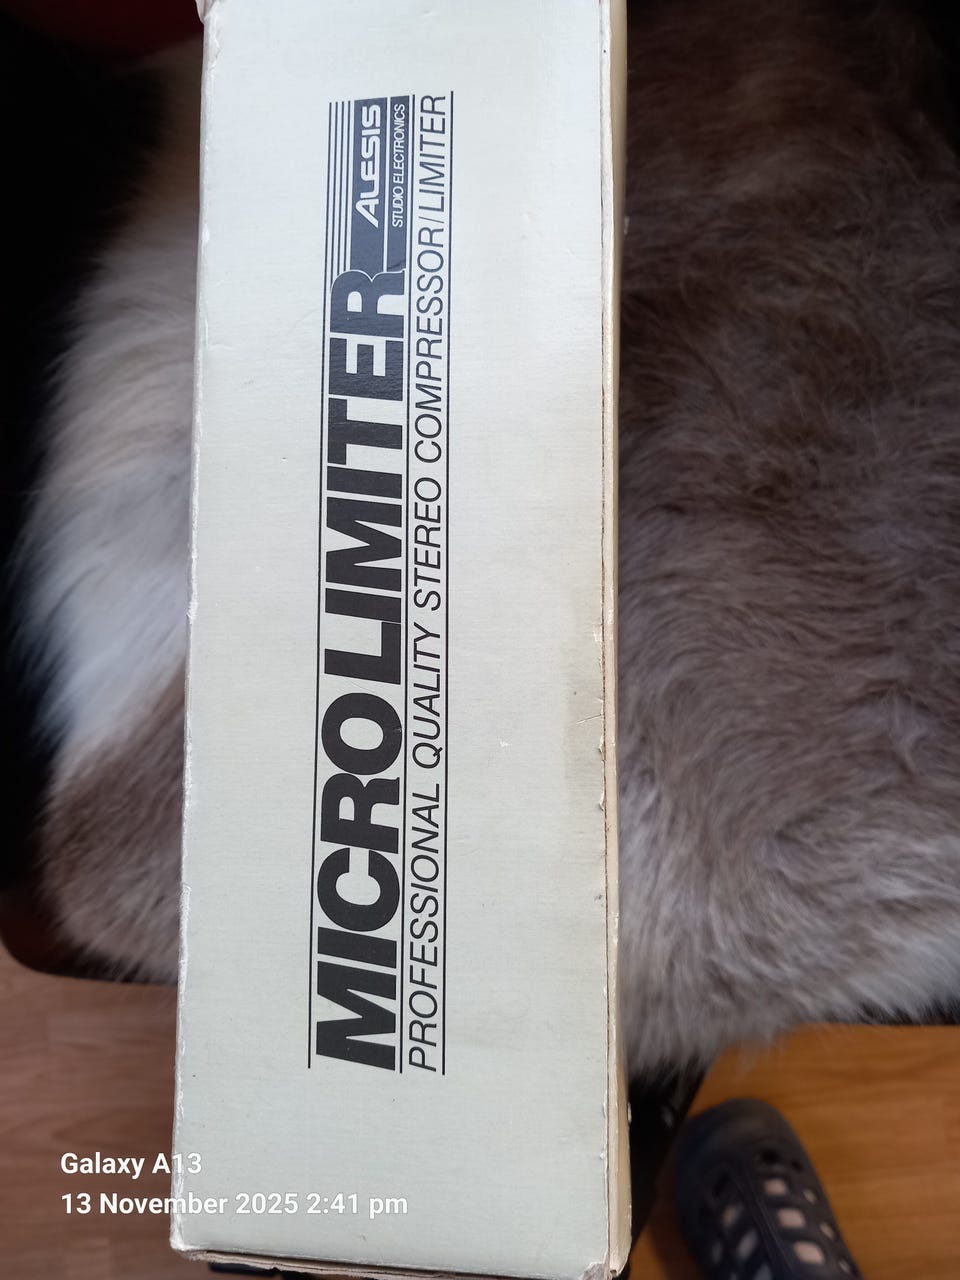 MICROLIMITER
ALESIS
STUDIO ELECTRONICS
PROFESSIONAL QUALITY STEREO COMPRESSOR/LIMITER
Galaxy A13
13 November 2025 2:41 pm